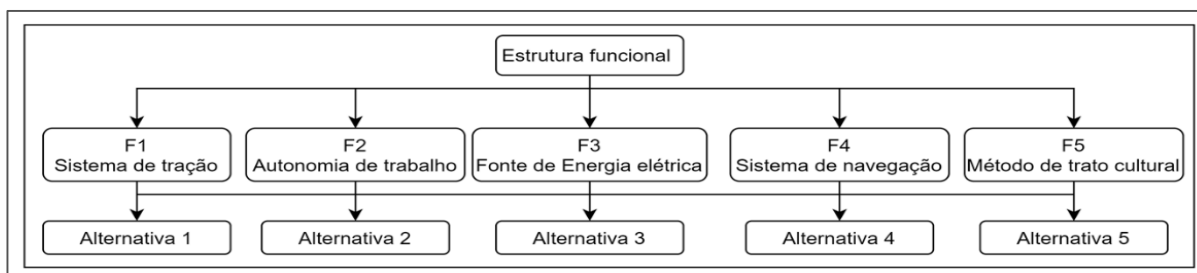 Estrutura funcional
F1
Sistema de tração
F2
Autonomia de trabalho
F3
Fonte de Energia elétrica
F4
Sistema de navegação
F5
Método de trato cultural
Alternativa 1
Alternativa 2
Alternativa 3
Alternativa 4
Alternativa 5